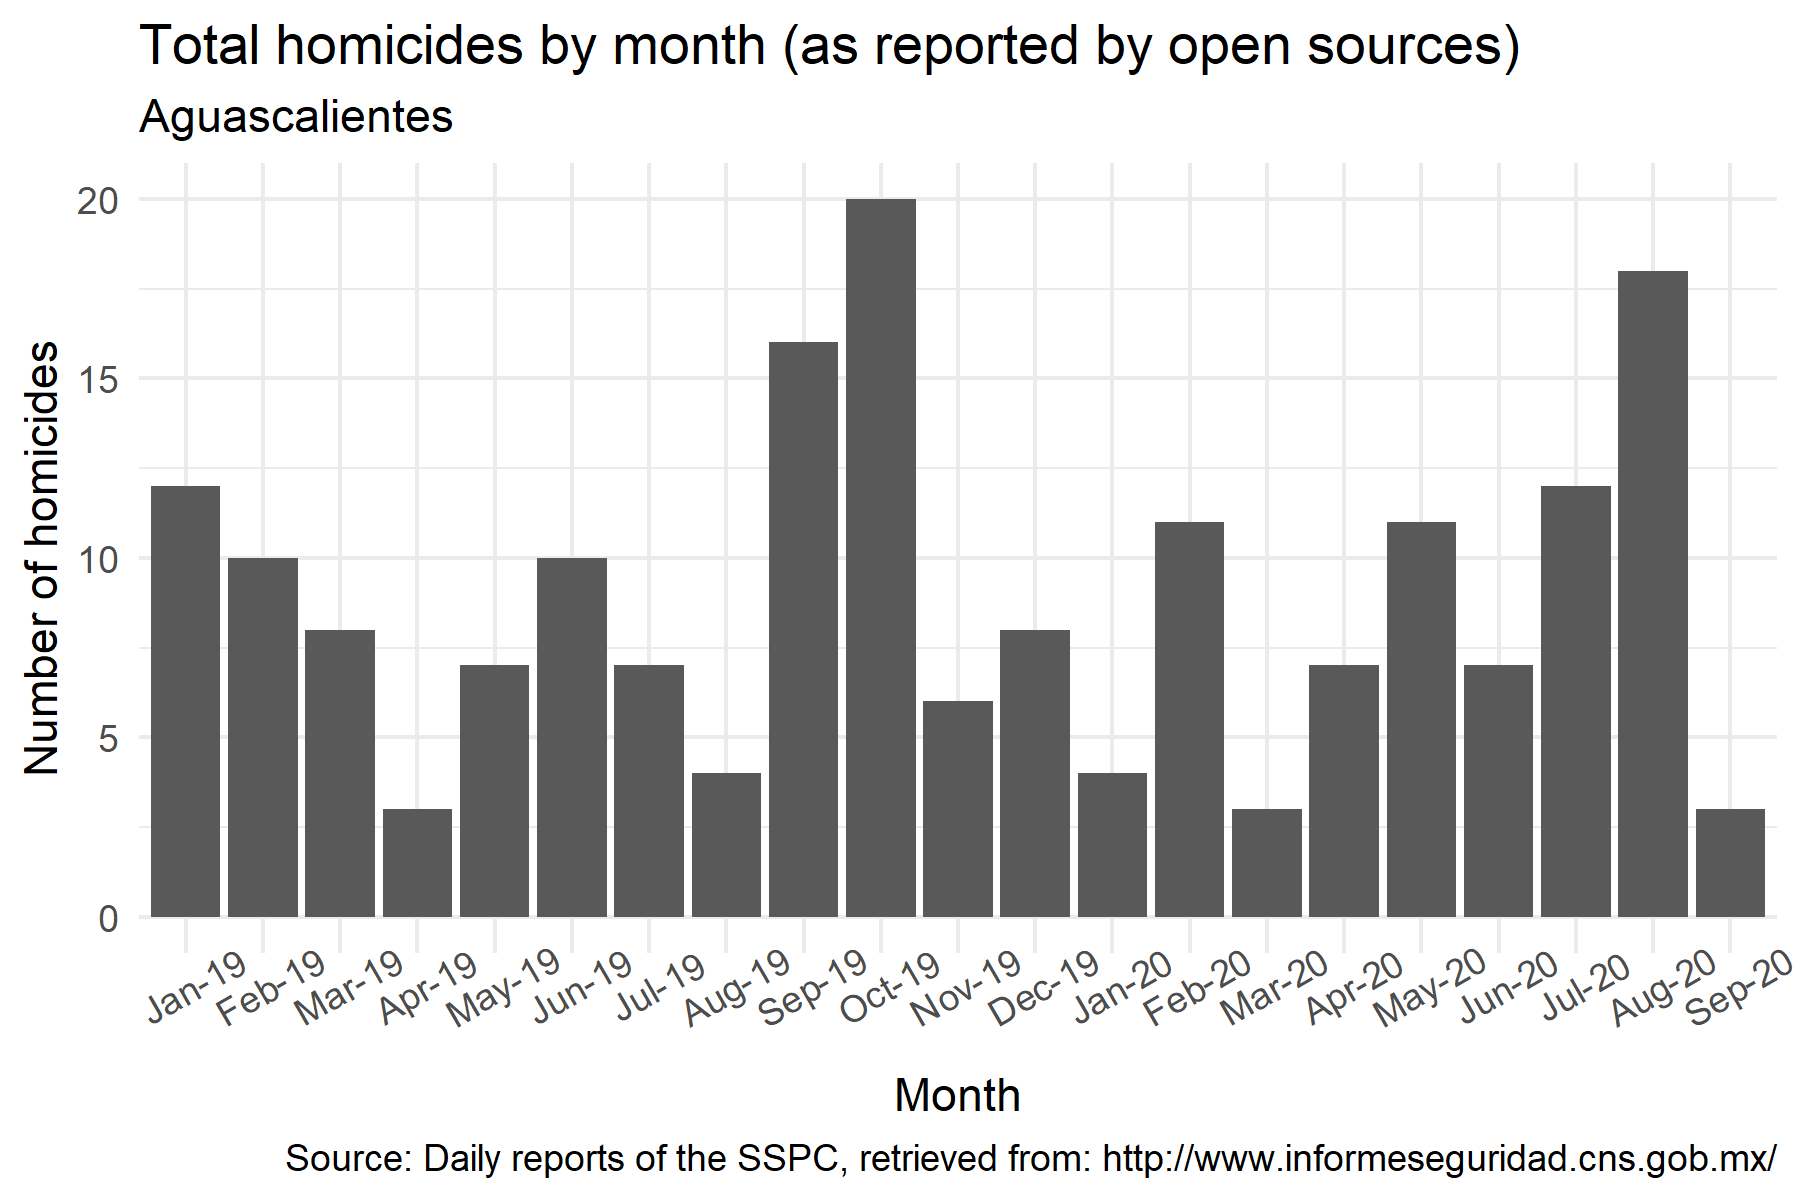 Total homicides by month (as reported by open sources)
Aguascalientes
Number of homicides
20
15
10
5
0
Jan-19
Feb-19
Mar-19
Apr-19
May-19
Jun-19
Jul-19
Aug-19
Sep-19
Oct-19
Nov-19
Dec-19
Jan-20
Feb-20
Mar-20
Apr-20
May-20
Jun-20
Jul-20
Aug-20
Sep-20
Month
Source: Daily reports of the SSPC, retrieved from: http://www.informeseguridad.cns.gob.mx/